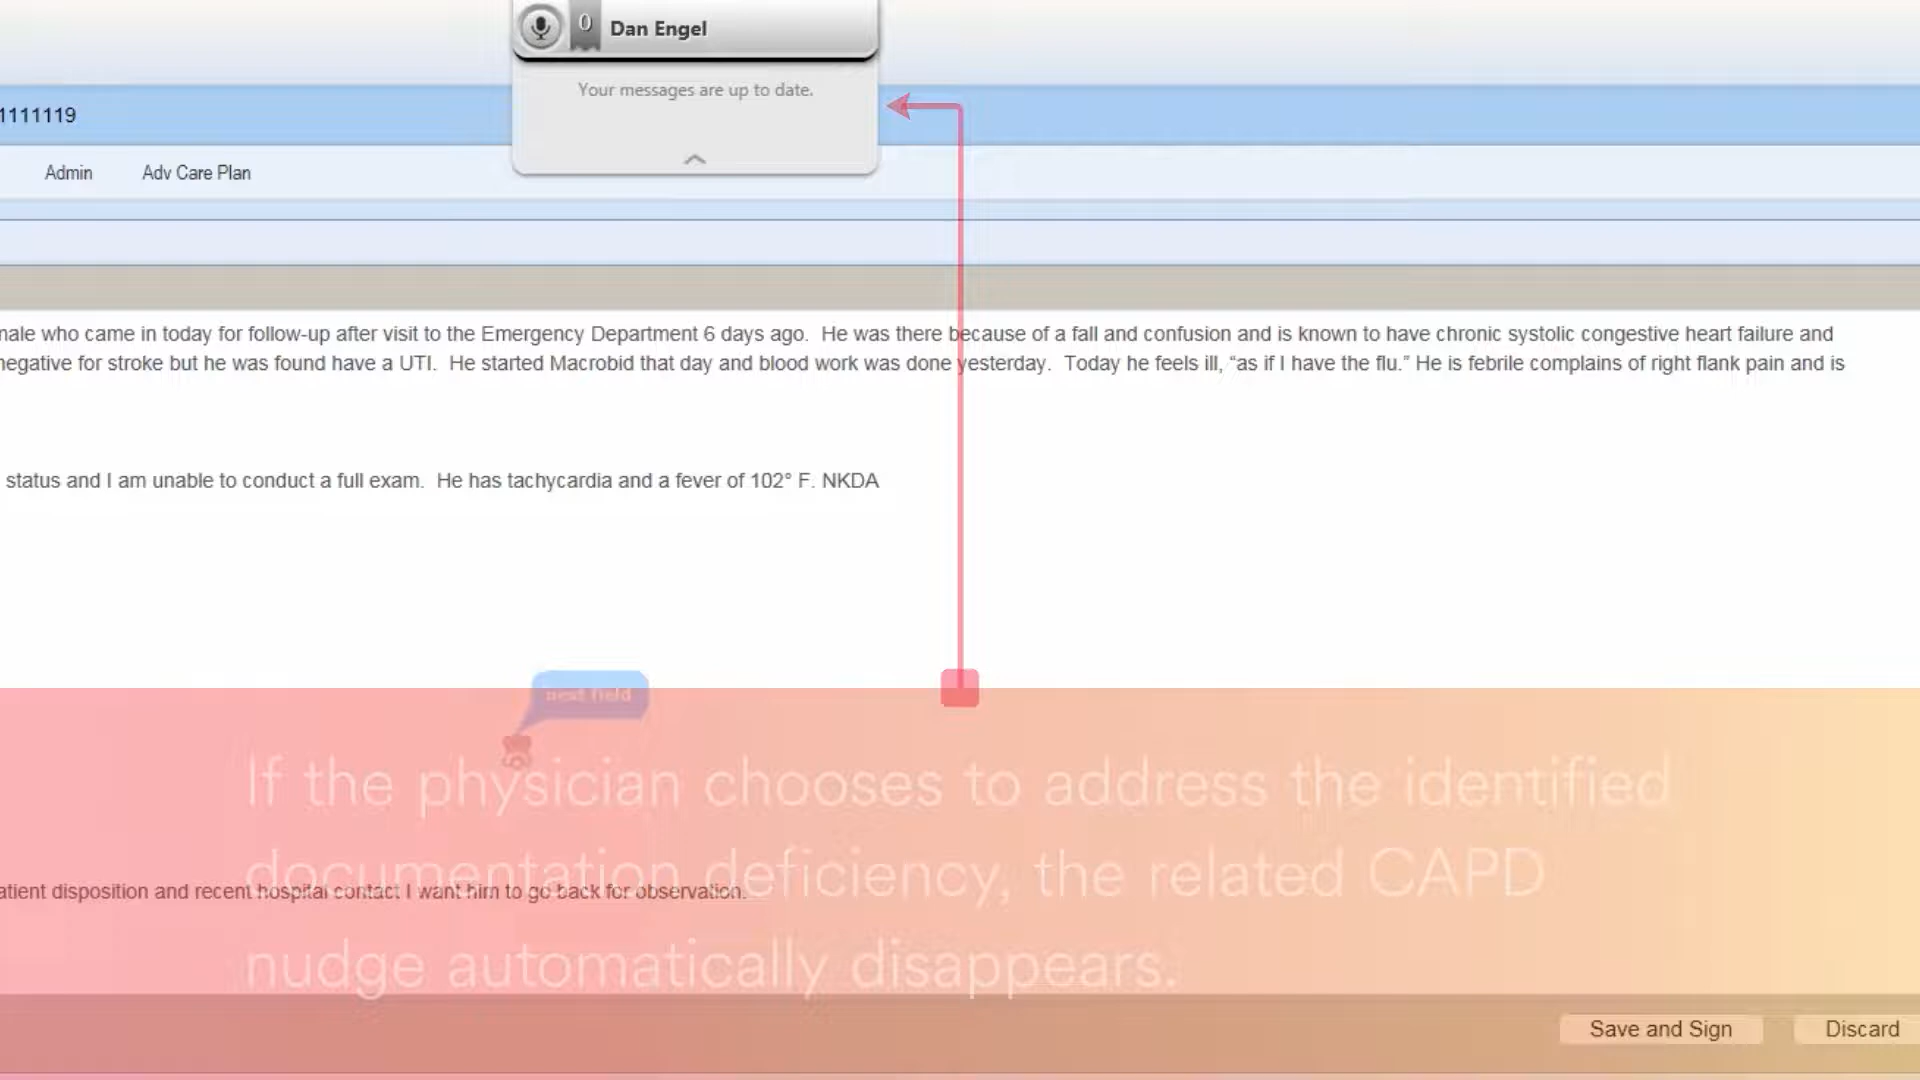 0 Dan Engel
Your messages are up to date.
1111119
Admin Adv Care Plan
male who came in today for follow-up after visit to the Emergency Department 6 days ago. He was there because of a fall and confusion and is known to have chronic systolic congestive heart failure and
negative for stroke but he was found have a UTI. He started Macrobid that day and blood work was done yesterday. Today he feels ill, “as if I have the flu.” He is febrile complains of right flank pain and is
status and I am unable to conduct a full exam. He has tachycardia and a fever of 102° F. NKDA
next field
If the physician chooses to address the identified
documentation deficiency, the related CAPD
atient disposition and recent hospital contact I want him to go back for observation.
nudge automatically disappears.
Save and Sign Discard